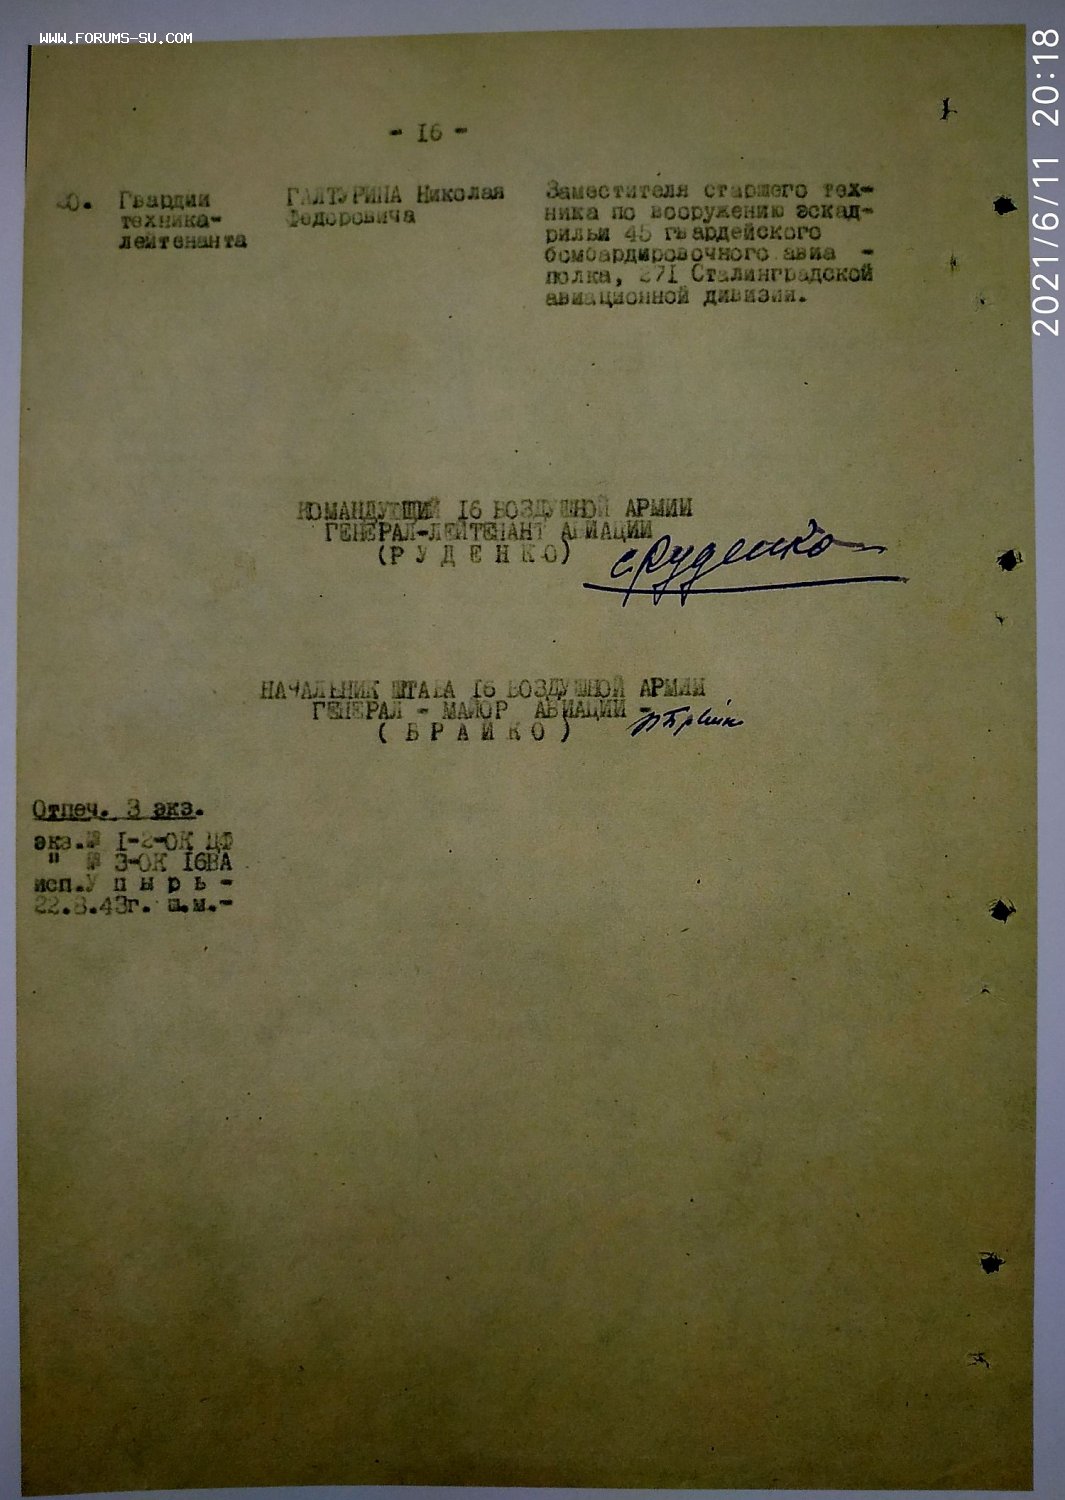 WWW.FORUMS-SU.COM
2021/6/11 20:18
- 16 -
0. Гвардии ГАЛТУРИНА Николая Заместителя старшего тех-
техника- Федоровича ника по вооружению эскад-
лейтенанта рильи 45 гвардейского
бомбардировочного авиа -
полка, 271 Сталинградской
авиационной дивизии.
КОМАНДУЮЩИЙ 16 ВОЗДУШНОЙ АРМИИ
ГЕНЕРАЛ-ЛЕЙТЕНАНТ АВИАЦИИ
(Р У Д Е Н К О) С.Руденко
НАЧАЛЬНИК ШТАБА 16 ВОЗДУШНОЙ АРМИИ
ГЕНЕРАЛ - МАЙОР АВИАЦИИ -
( Б Р А Й К О )
Отпеч. 3 экз.
экз.№ 1-2-ОК ЦФ
" № 3-ОК 16ВА
исп.У п ы р ь -
22.8.43г. ш.м.-